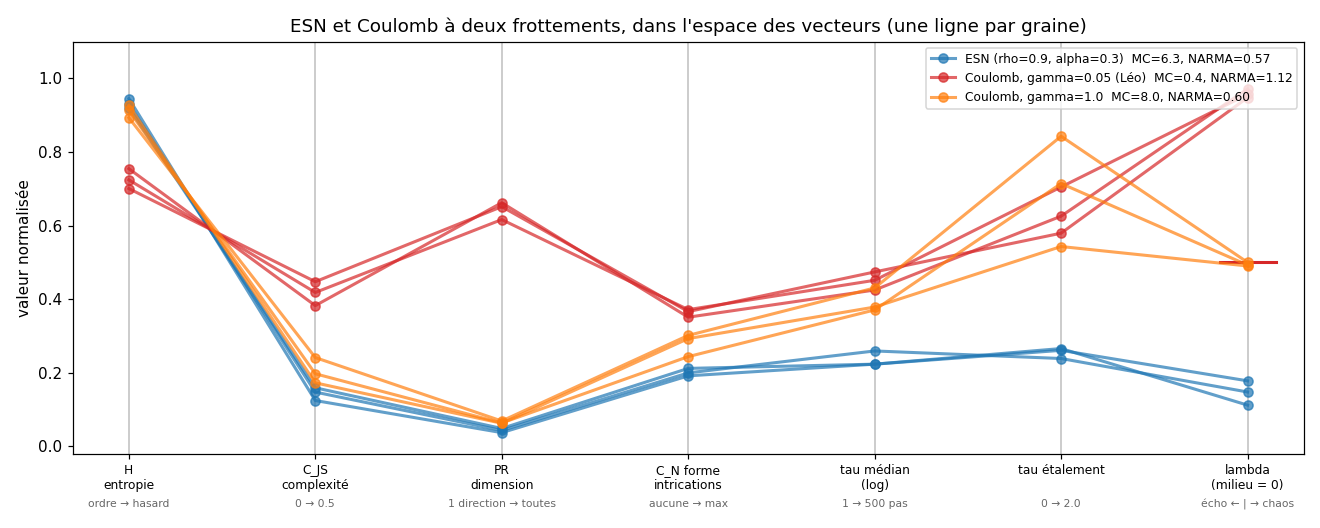 ESN et Coulomb à deux frottements, dans l'espace des vecteurs (une ligne par graine)
ESN (rho=0.9, alpha=0.3)  MC=6.3, NARMA=0.57
Coulomb, gamma=0.05 (Léo)  MC=0.4, NARMA=1.12
Coulomb, gamma=1.0  MC=8.0, NARMA=0.60
valeur normalisée
1.0
0.8
0.6
0.4
0.2
0.0
H
entropie
ordre → hasard
C_JS
complexité
0 → 0.5
PR
dimension
1 direction → toutes
C_N forme
intrications
aucune → max
tau médian
(log)
1 → 500 pas
tau étalement
0 → 2.0
lambda
(milieu = 0)
écho ← | → chaos